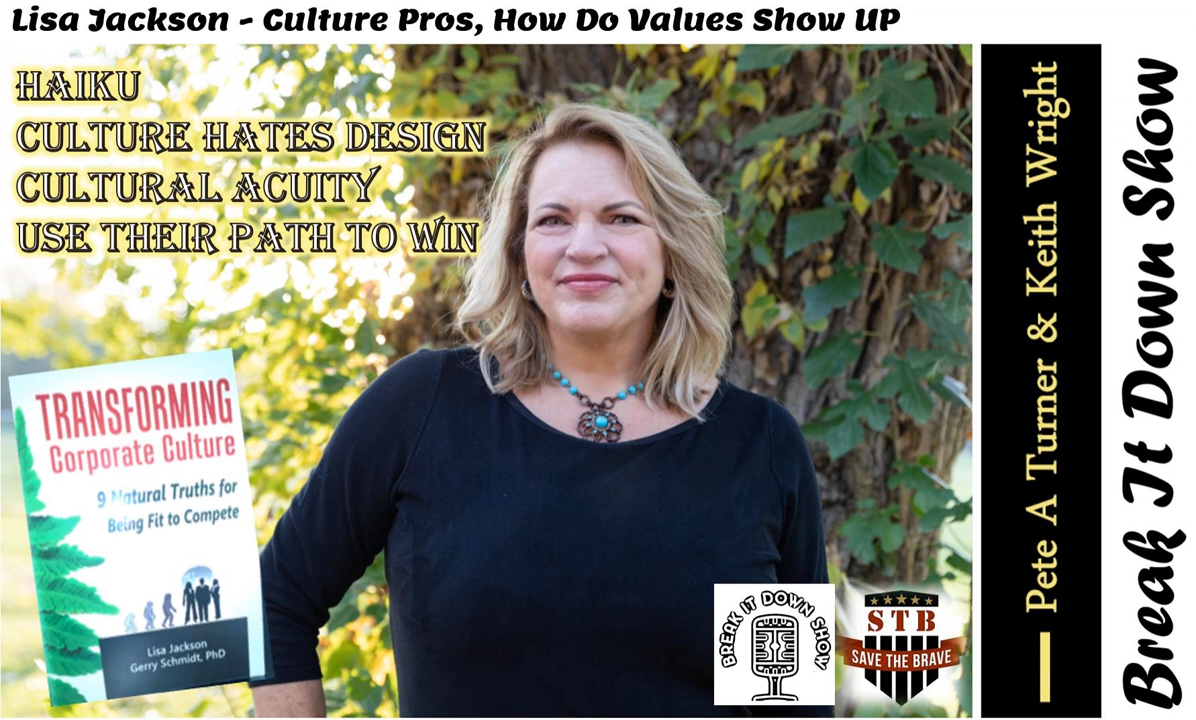 Lisa Jackson - Culture Pros, How Do Values Show UP
HAIKU
CULTURE HATES DESIGN
CULTURAL ACUITY
USE THEIR PATH TO WIN
TRANSFORMING
Corporate Culture
9 Natural Truths for
Being Fit to Compete
Lisa Jackson
Gerry Schmidt, PhD
BREAK IT DOWN SHOW
STB
SAVE THE BRAVE
Pete A Turner & Keith Wright
Break It Down Show